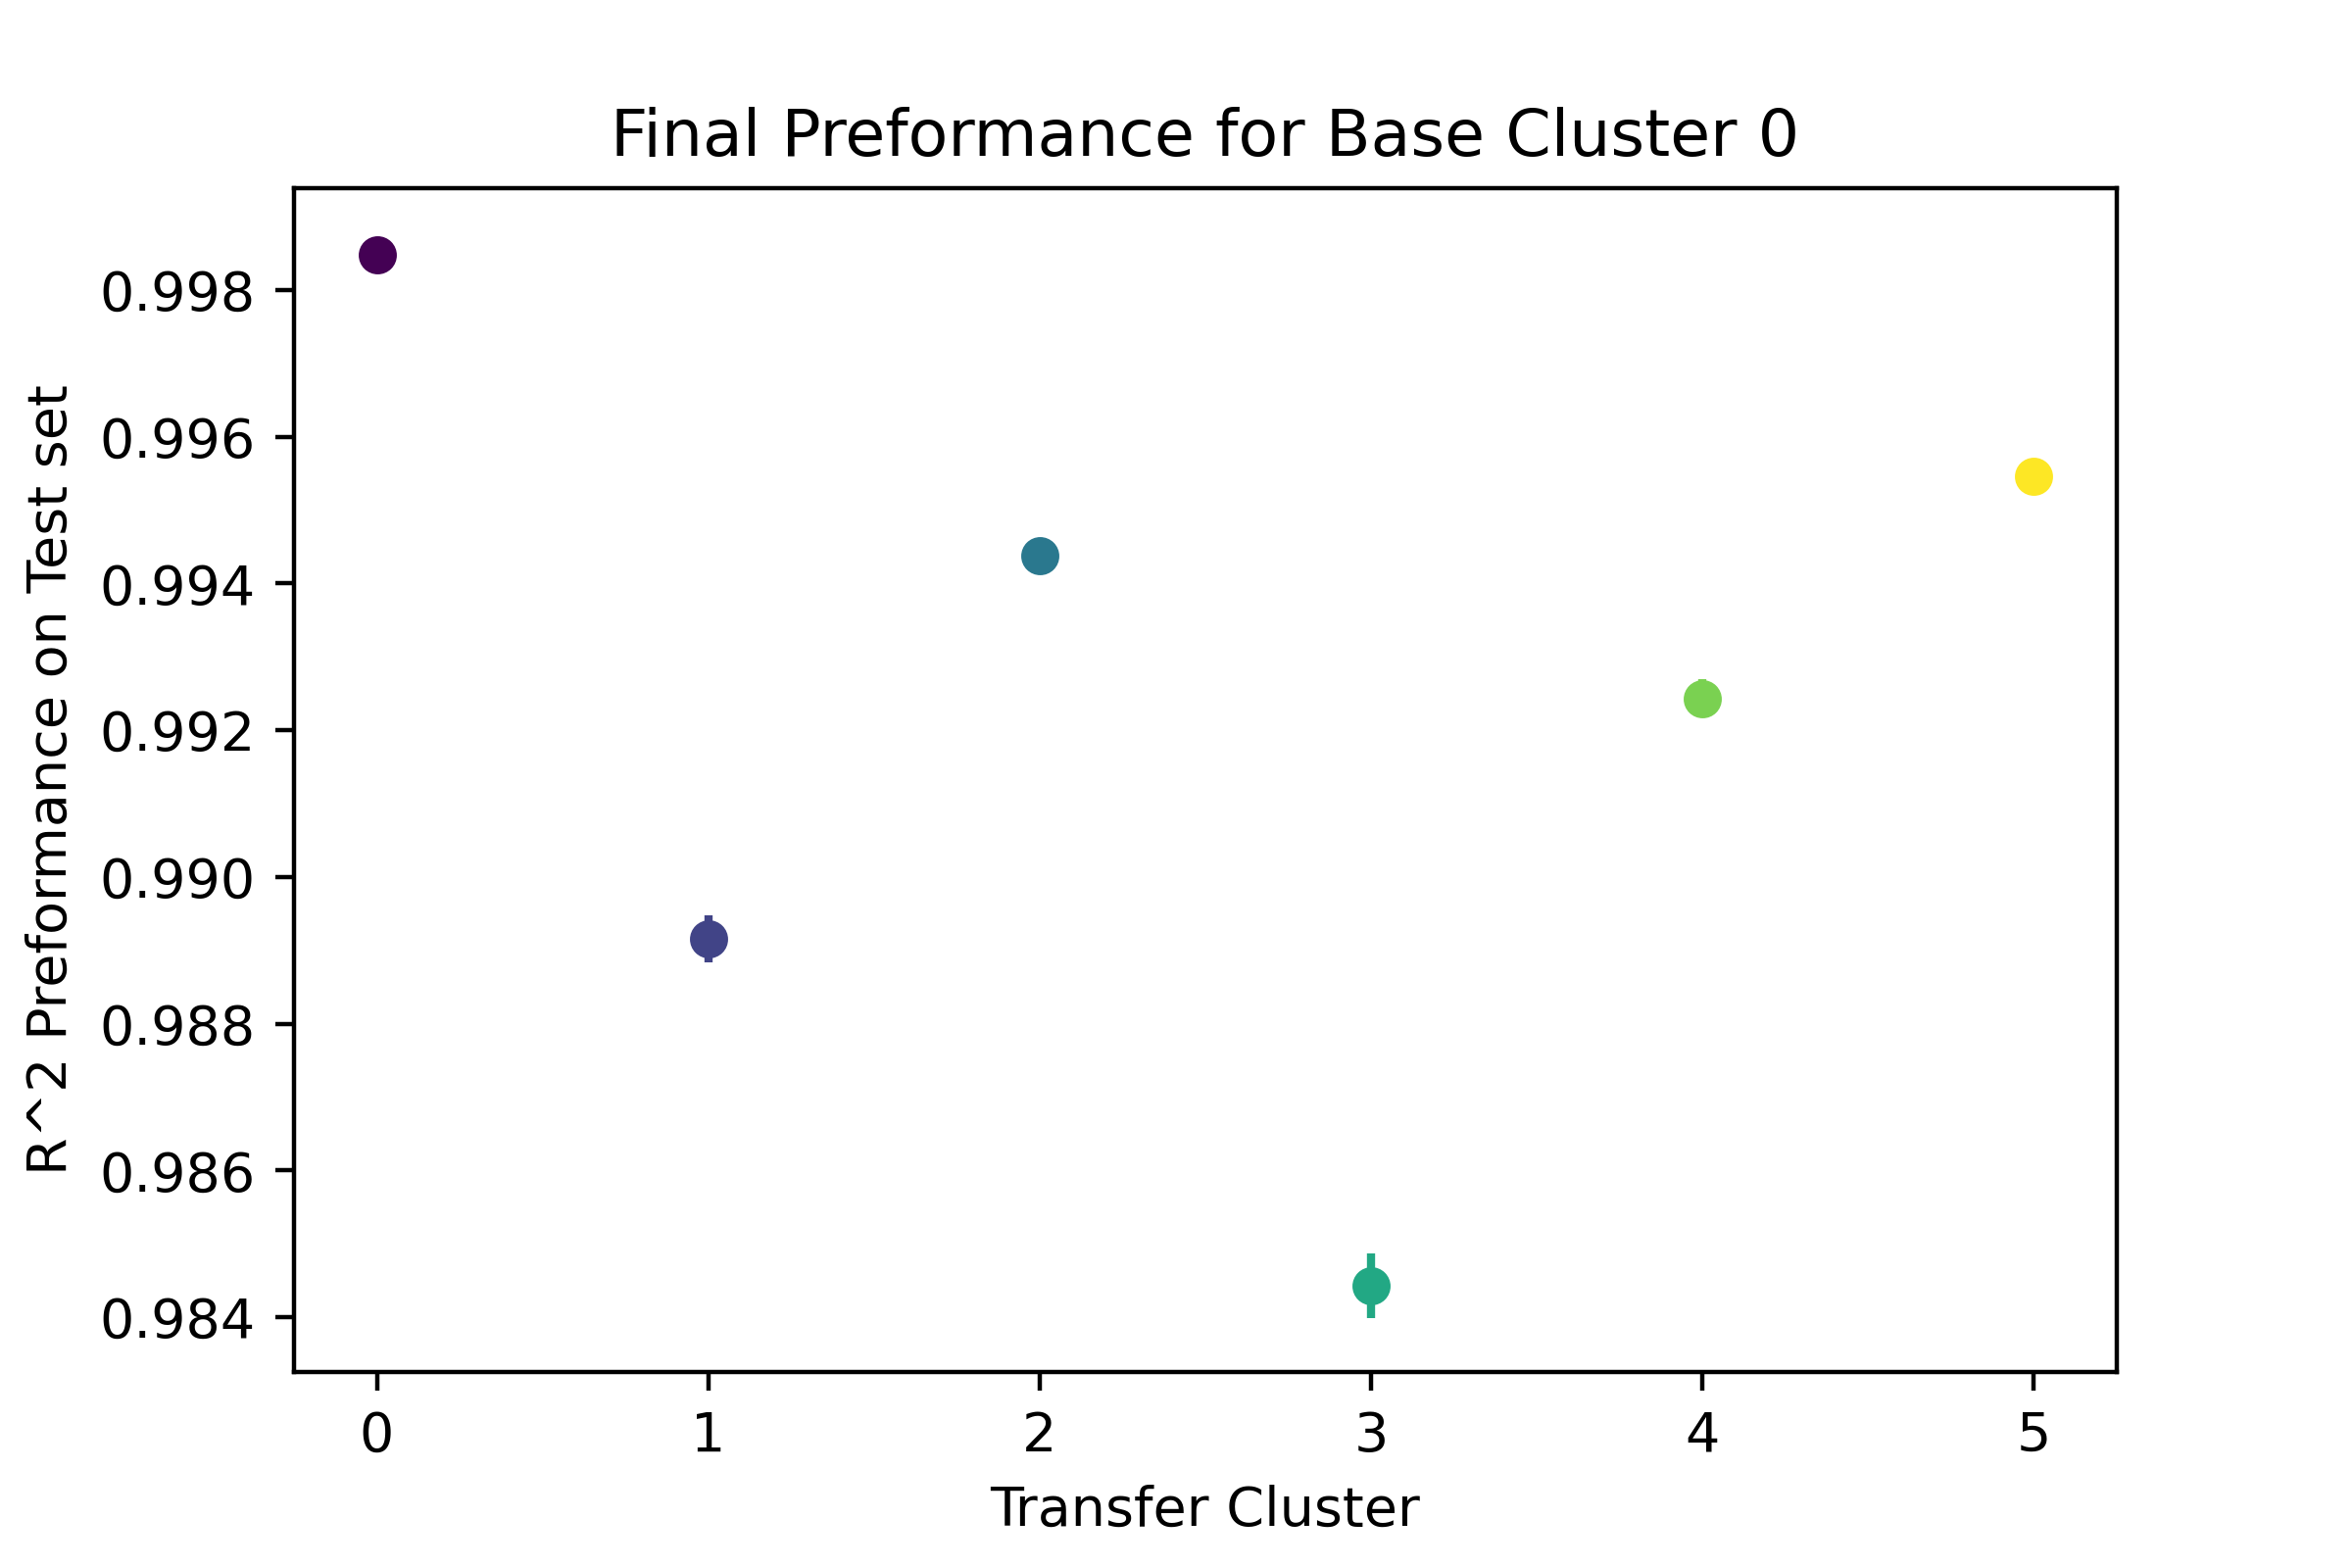 Final Preformance for Base Cluster 0
R^2 Preformance on Test set
0.998
0.996
0.994
0.992
0.990
0.988
0.986
0.984
0 1 2 3 4 5
Transfer Cluster